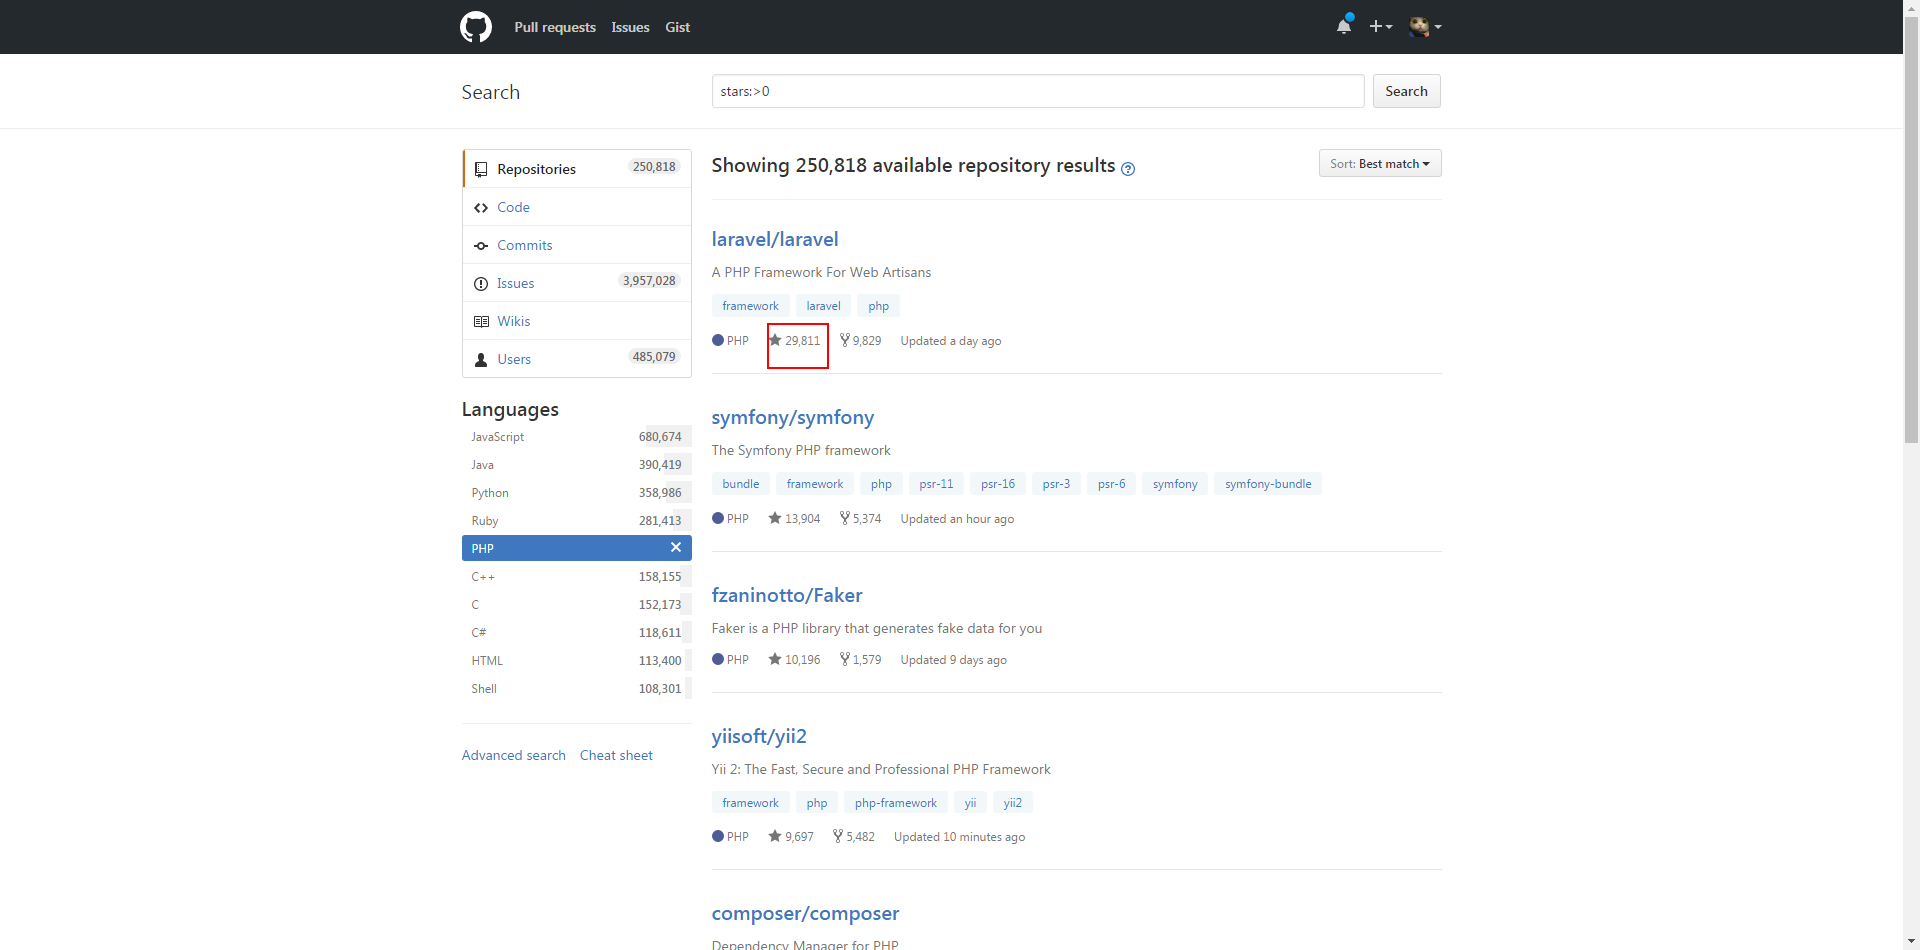 Pull requests Issues Gist
Search
stars:>0
Search
Repositories 250,818
Code
Commits
Issues 3,957,028
Wikis
Users 485,079
Languages
JavaScript 680,674
Java 390,419
Python 358,986
Ruby 281,413
PHP
C++ 158,155
C 152,173
C# 118,611
HTML 113,400
Shell 108,301
Advanced search Cheat sheet
Showing 250,818 available repository results
Sort: Best match
laravel/laravel
A PHP Framework For Web Artisans
framework laravel php
PHP 29,811 9,829 Updated a day ago
symfony/symfony
The Symfony PHP framework
bundle framework php psr-11 psr-16 psr-3 psr-6 symfony symfony-bundle
PHP 13,904 5,374 Updated an hour ago
fzaninotto/Faker
Faker is a PHP library that generates fake data for you
PHP 10,196 1,579 Updated 9 days ago
yiisoft/yii2
Yii 2: The Fast, Secure and Professional PHP Framework
framework php php-framework yii yii2
PHP 9,697 5,482 Updated 10 minutes ago
composer/composer
Dependency Manager for PHP